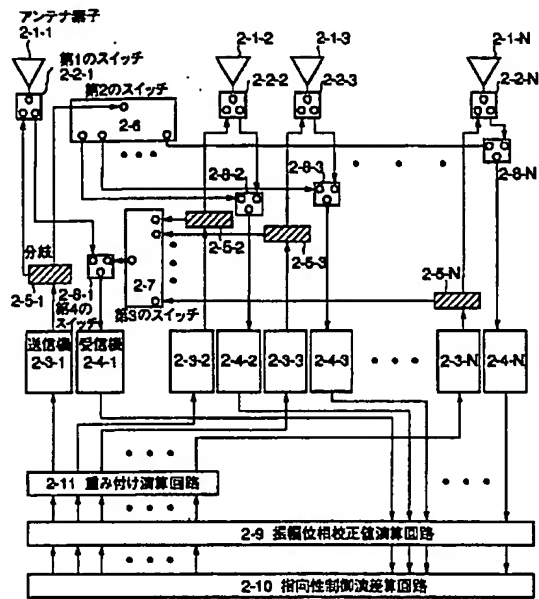 アンテナ素子
2-1-1
第1のスイッチ
2-2-1
第2のスイッチ
2-6
2-1-2
2-1-3
2-1-N
2-2-2
2-2-3
2-2-N
2-8-2
2-8-3
2-8-N
分岐
2-5-1
2-8-1
第4の
スイッチ
2-7
第3のスイッチ
2-5-2
2-5-3
2-5-N
送信機
2-3-1
受信機
2-4-1
2-3-2
2-4-2
2-3-3
2-4-3
2-3-N
2-4-N
2-11 重み付け演算回路
2-9 振幅位相校正値演算回路
2-10 指向性制御演差算回路